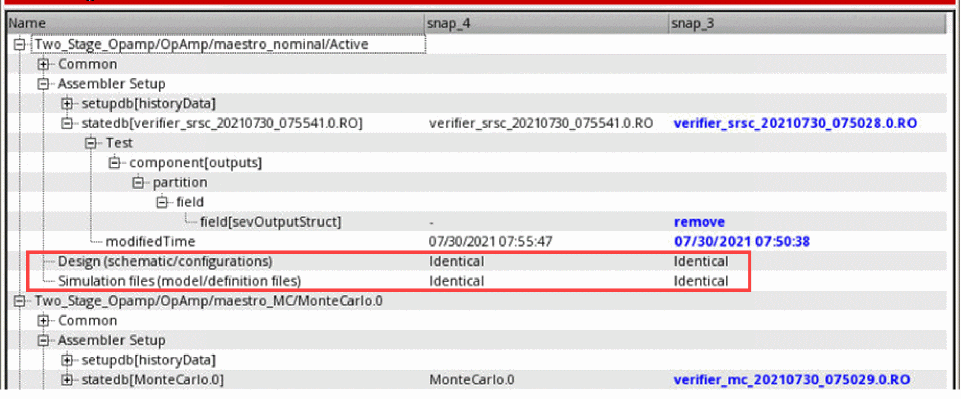 Name snap_4 snap_3
Two_Stage_Opamp/OpAmp/maestro_nominal/Active
Common
Assembler Setup
setupdb[historyData]
statedb[verifier_srsc_20210730_075541.0.RO] verifier_srsc_20210730_075541.0.RO verifier_srsc_20210730_075028.0.RO
Test
component[outputs]
partition
field
field[sevOutputStruct] - remove
modifiedTime 07/30/2021 07:55:47 07/30/2021 07:50:38
Design (schematic/configurations) Identical Identical
Simulation files (model/definition files) Identical Identical
Two_Stage_Opamp/OpAmp/maestro_MC/MonteCarlo.0
Common
Assembler Setup
setupdb[historyData]
statedb[MonteCarlo.0] MonteCarlo.0 verifier_mc_20210730_075029.0.RO